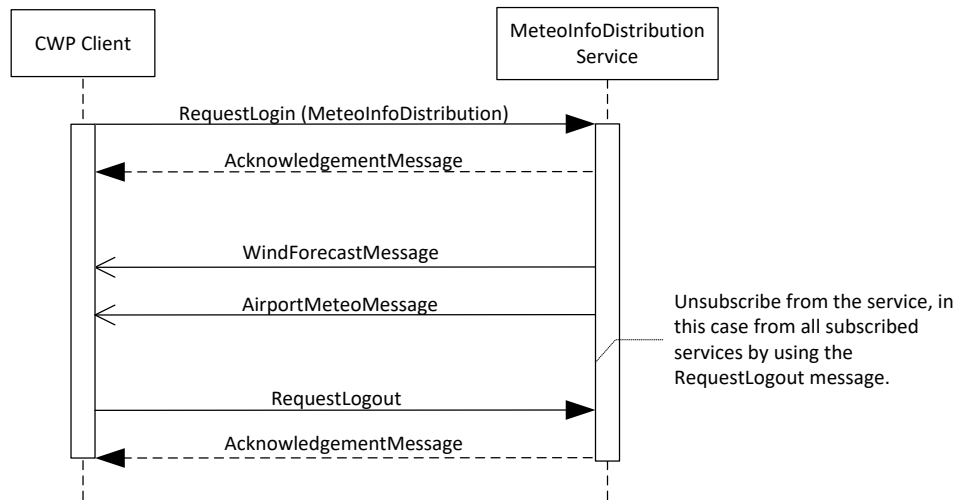 CWP Client
MeteoInfoDistribution
Service
RequestLogin (MeteoInfoDistribution)
AcknowledgementMessage
WindForecastMessage
AirportMeteoMessage
Unsubscribe from the service, in
this case from all subscribed
services by using the
RequestLogout message.
RequestLogout
AcknowledgementMessage